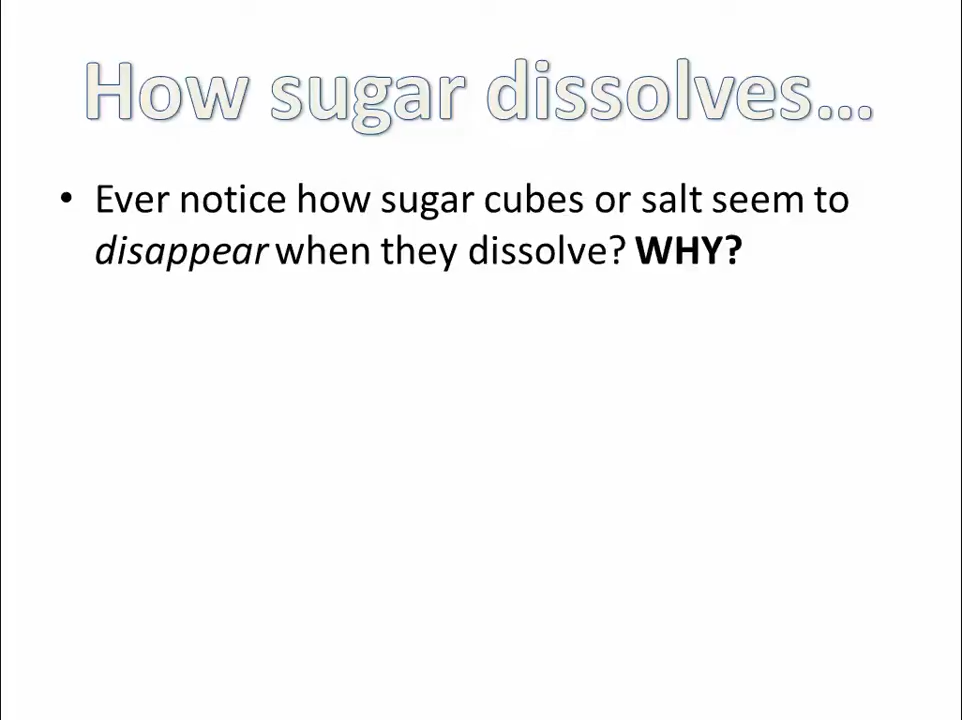 How sugar dissolves...
• Ever notice how sugar cubes or salt seem to
disappear when they dissolve? WHY?